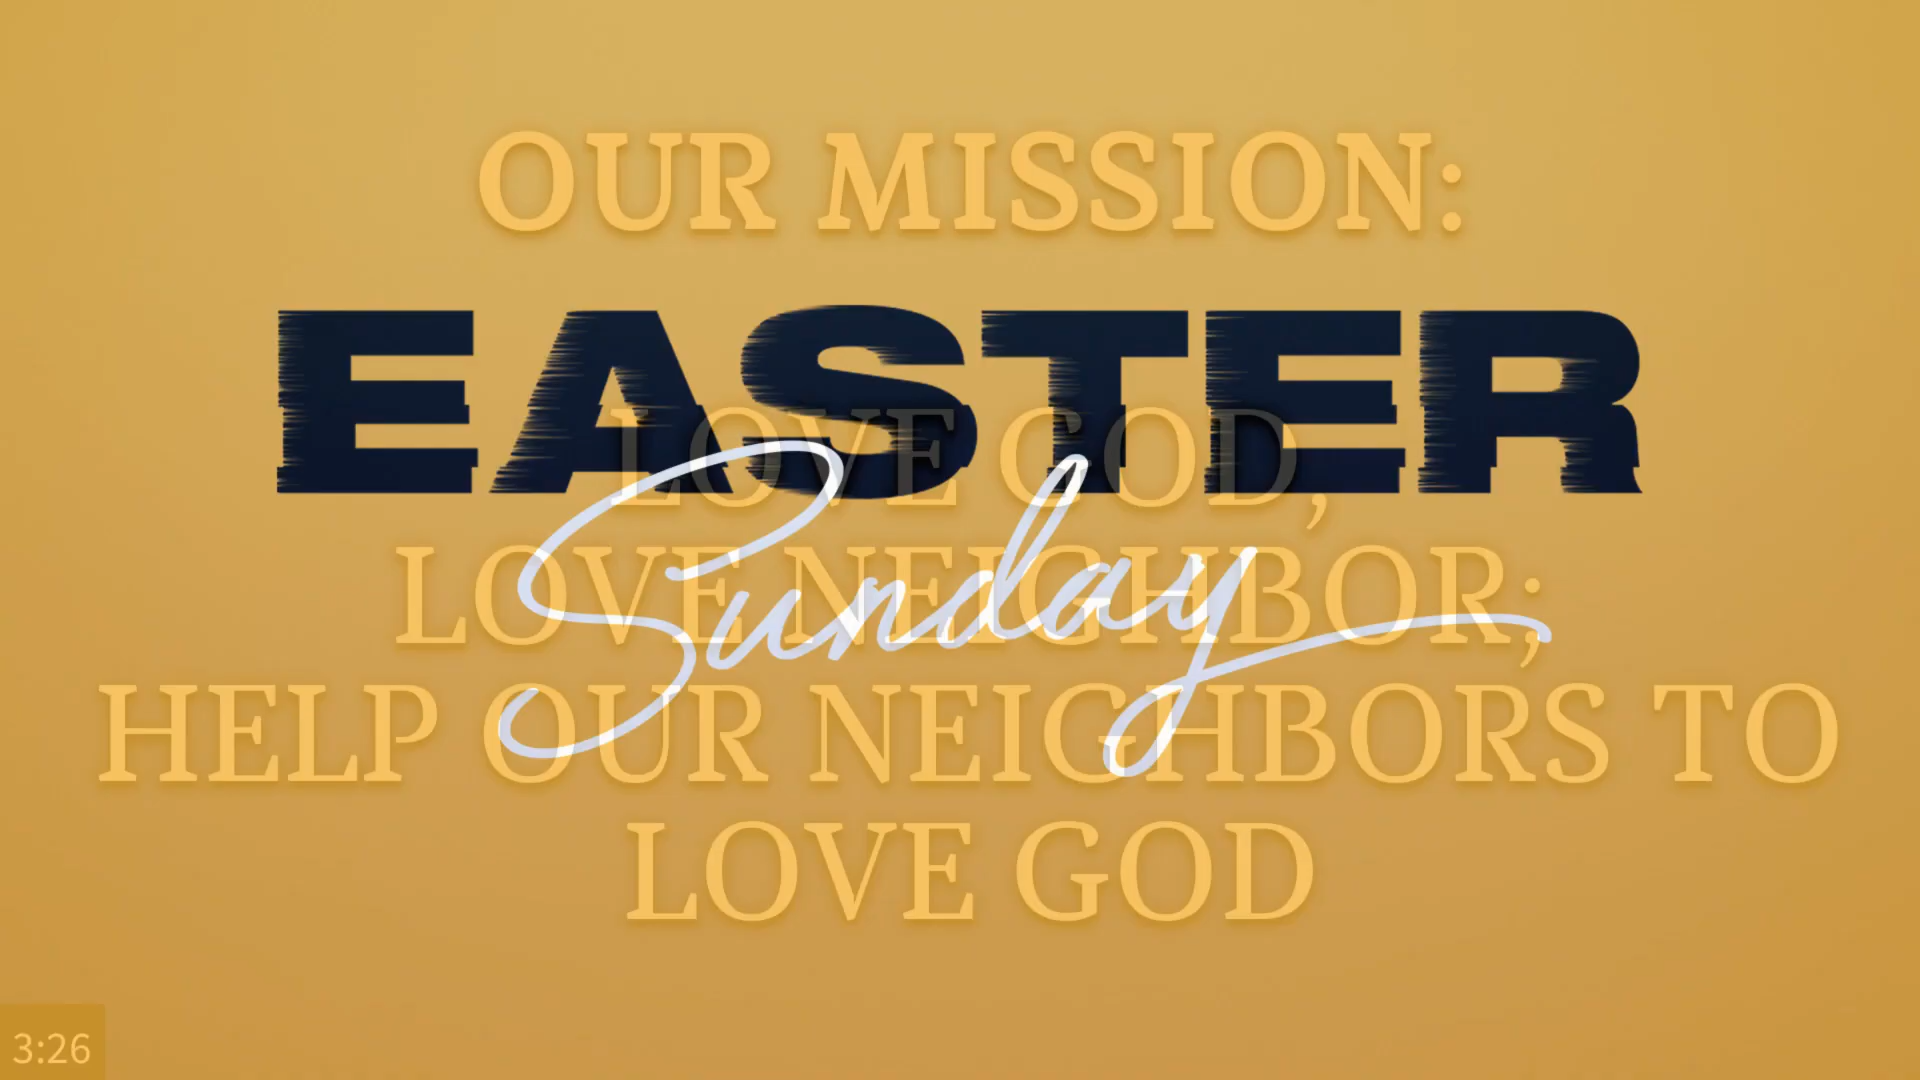 OUR MISSION:
EASTER
LOVE GOD,
Sunday
LOVE NEIGHBOR;
HELP OUR NEIGHBORS TO
LOVE GOD
3:26